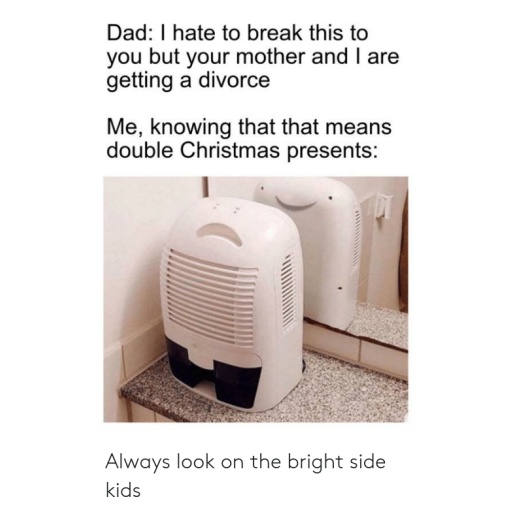 Dad: I hate to break this to
you but your mother and I are
getting a divorce
Me, knowing that that means
double Christmas presents:
Always look on the bright side
kids